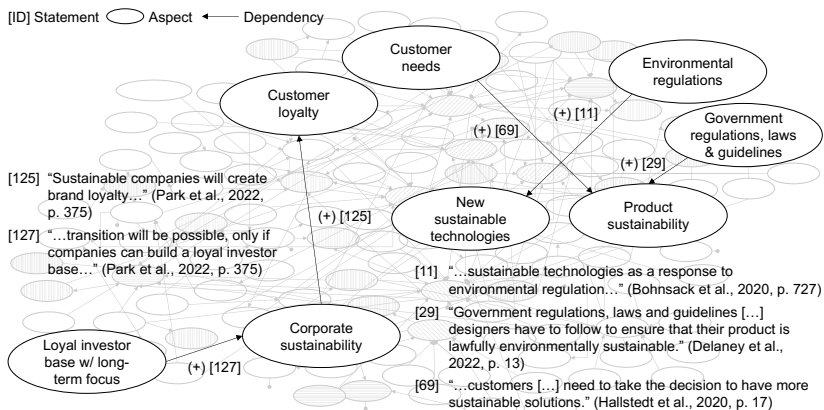 [ID] Statement
Aspect
Dependency
Customer
needs
Environmental
regulations
Customer
loyalty
Government
regulations, laws
& guidelines
(+) [69]
(+) [11]
(+) [29]
[125] “Sustainable companies will create
brand loyalty…” (Park et al., 2022,
p. 375)
[127] “…transition will be possible, only if
companies can build a loyal investor
base…” (Park et al., 2022, p. 375)
(+) [125]
New
sustainable
technologies
Product
sustainability
[11] “…sustainable technologies as a response to
environmental regulation…” (Bohnsack et al., 2020, p. 727)
[29] “Government regulations, laws and guidelines […]
designers have to follow to ensure that their product is
lawfully environmentally sustainable.” (Delaney et al.,
2022, p. 13)
[69] “…customers […] need to take the decision to have more
sustainable solutions.” (Hallstedt et al., 2020, p. 17)
Corporate
sustainability
Loyal investor
base w/ long-
term focus
(+) [127]